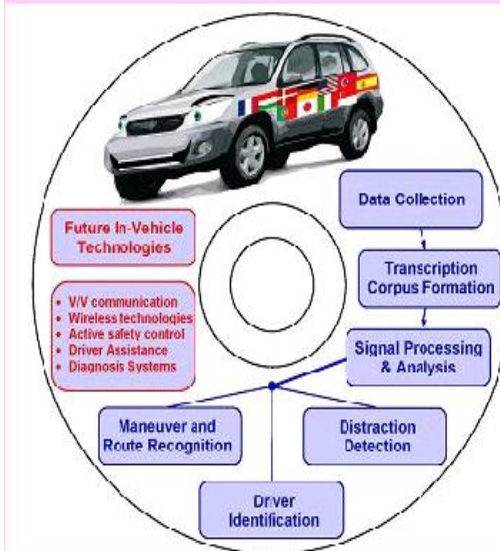 Future In-Vehicle
Technologies
• V/V communication
• Wireless technologies
• Active safety control
• Driver Assistance
• Diagnosis Systems
Data Collection
Transcription
Corpus Formation
Signal Processing
& Analysis
Maneuver and
Route Recognition
Driver
Identification
Distraction
Detection